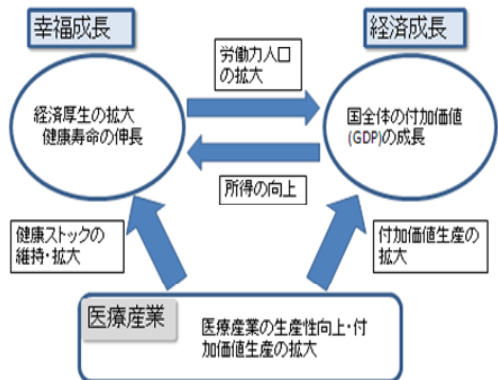 幸福成長
経済成長
労働力人口
の拡大
経済厚生の拡大
健康寿命の伸長
国全体の付加価値
(GDP)の成長
所得の向上
健康ストックの
維持・拡大
付加価値生産の
拡大
医療産業
医療産業の生産性向上・付
加価値生産の拡大